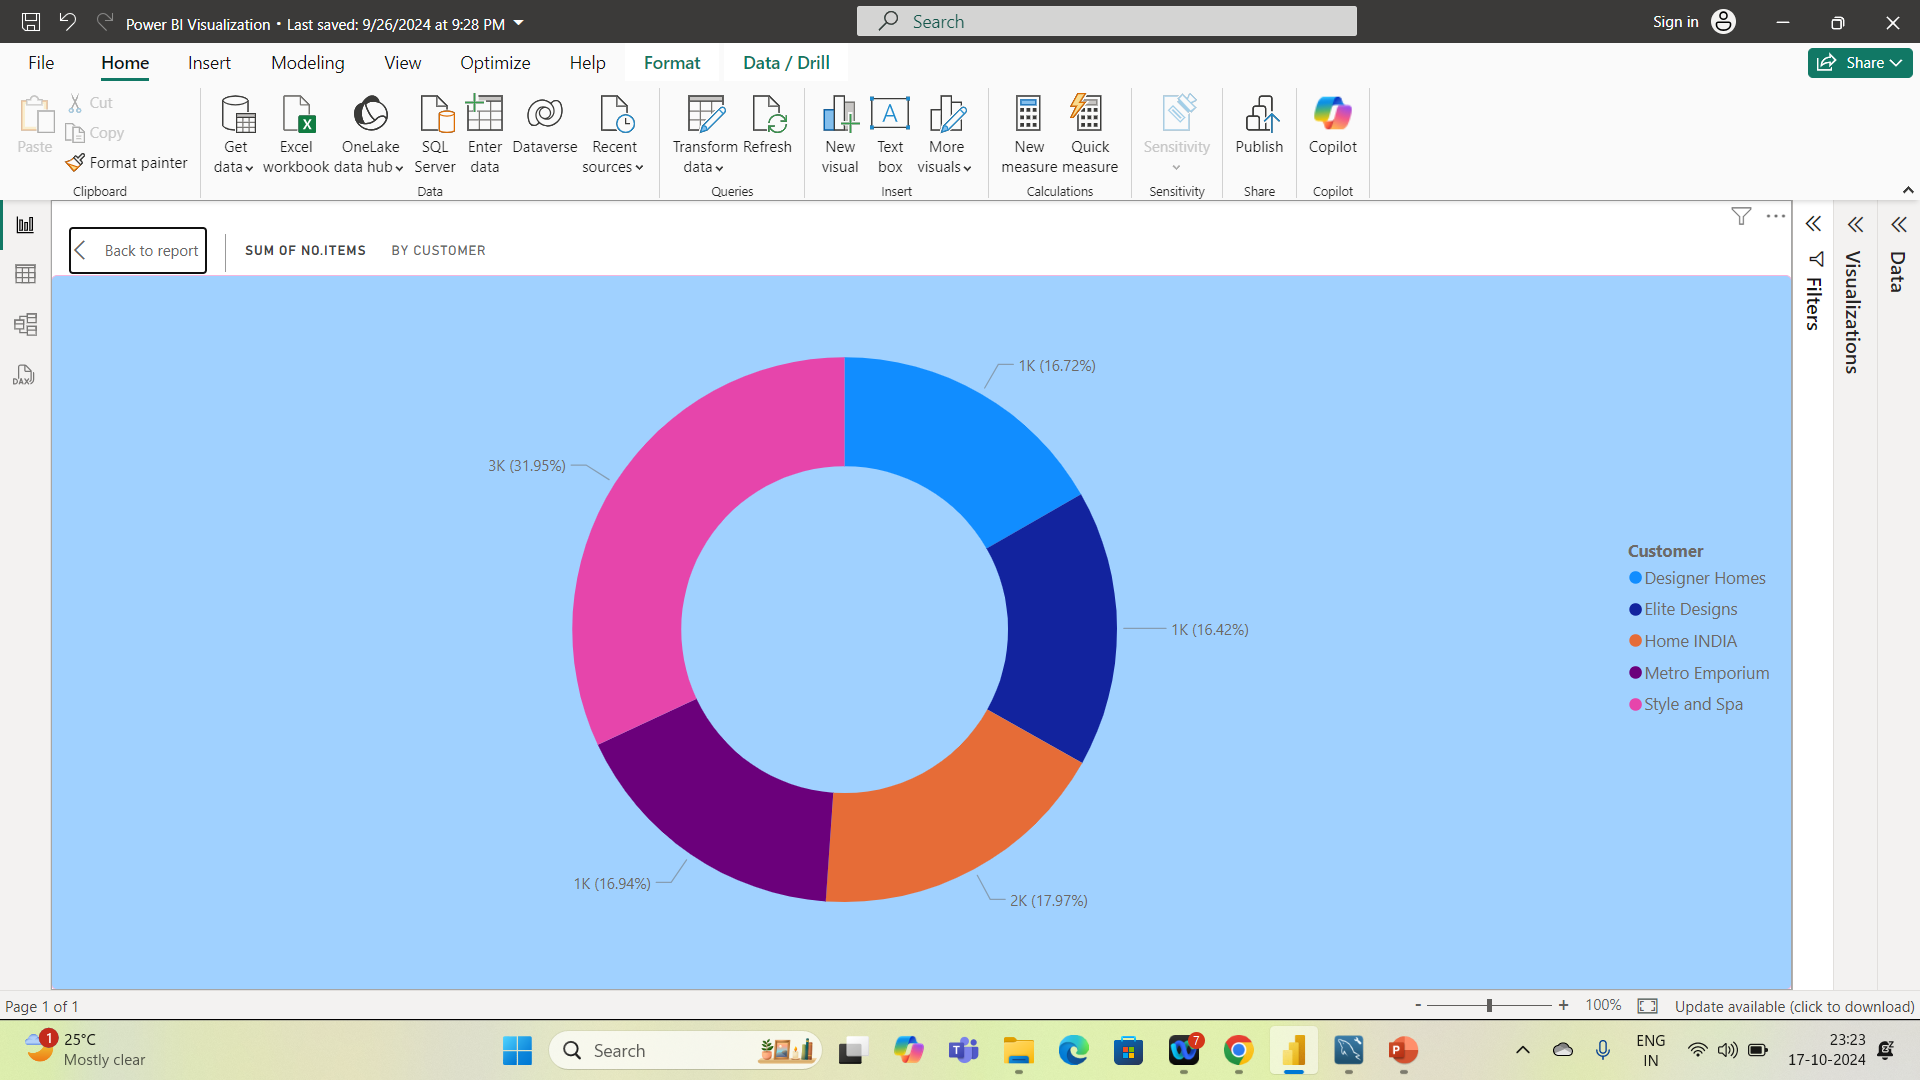 Power BI Visualization • Last saved: 9/26/2024 at 9:28 PM
Search
Sign in
File Home Insert Modeling View Optimize Help Format Data / Drill
Share
Paste
Cut
Copy
Format painter
Clipboard
Get data
Excel workbook
OneLake data hub
SQL Server
Enter data
Dataverse
Recent sources
Data
Transform data
Refresh
Queries
New visual
Text box
More visuals
Insert
New measure
Quick measure
Calculations
Sensitivity
Sensitivity
Publish
Share
Copilot
Copilot
Back to report
SUM OF NO.ITEMS BY CUSTOMER
Filters
Visualizations
Data
1K (16.72%)
3K (31.95%)
1K (16.42%)
1K (16.94%)
2K (17.97%)
Customer
Designer Homes
Elite Designs
Home INDIA
Metro Emporium
Style and Spa
Page 1 of 1
- + 100%
Update available (click to download)
1
25°C
Mostly clear
Search
7
ENG
IN
23:23
17-10-2024